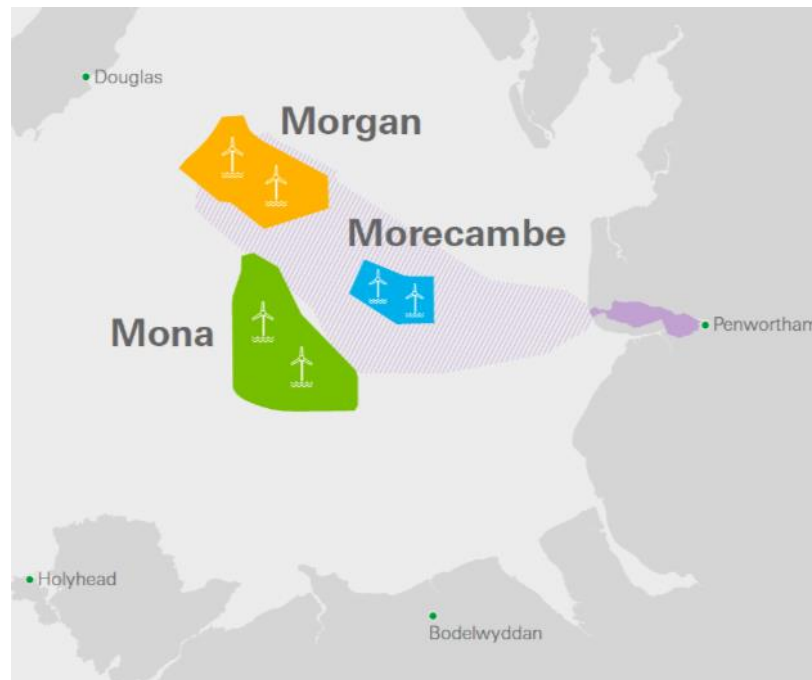 Douglas
Morgan
Morecambe
Mona
Penwortham
Holyhead
Bodelwyddan